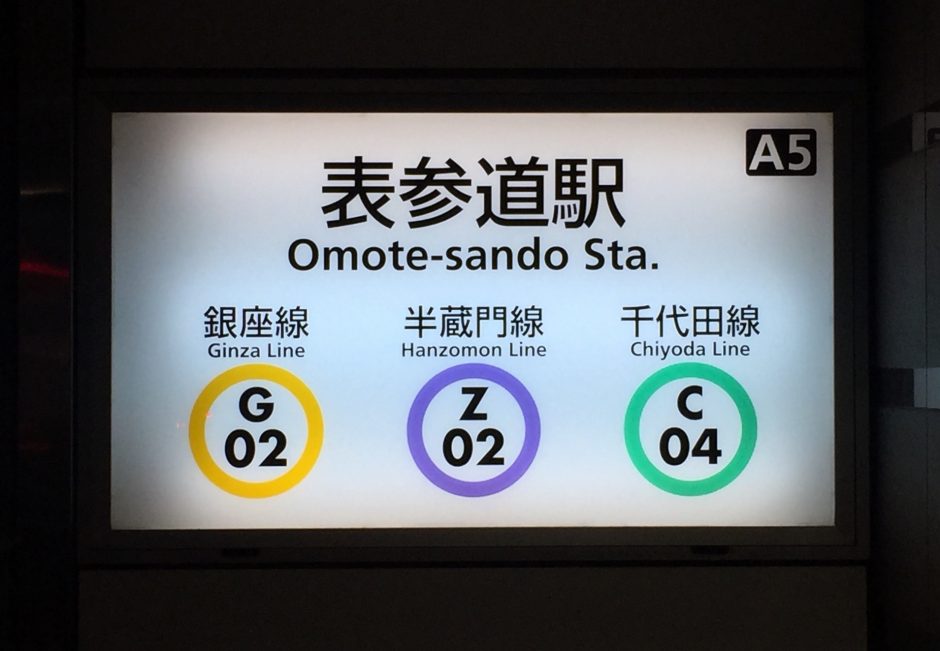 A5
表参道駅
Omote-sando Sta.
銀座線
Ginza Line
G
02
半蔵門線
Hanzomon Line
Z
02
千代田線
Chiyoda Line
C
04